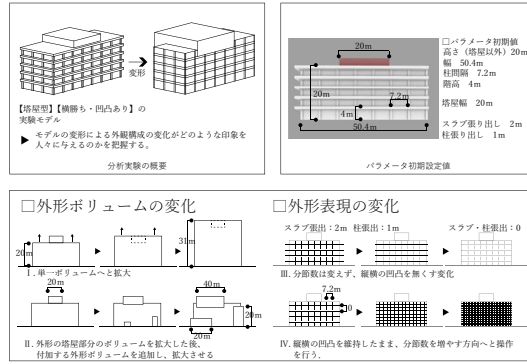 変形
【塔屋型】【横勝ち・凹凸あり】の
実験モデル
▶ モデルの変形による外観構成の変化がどのような印象を
人々に与えるのかを把握する。
分析実験の概要
20m
20m
7.2m
4m
50.4m
□パラメータ初期値
高さ（塔屋以外）20m
幅 50.4m
柱間隔 7.2m
階高 4m
塔屋幅 20m
スラブ張り出し 2m
柱張り出し 1m
パラメータ初期設定値
□外形ボリュームの変化
20m
31m
Ⅰ. 単一ボリュームへと拡大
20m
40m
20m
20m
Ⅱ. 外形の塔屋部分のボリュームを拡大した後、
付加する外形ボリュームを追加し、拡大させる
□外形表現の変化
スラブ張出：2m 柱張出：1m
スラブ・柱張出：0
Ⅲ. 分節数は変えず、縦横の凹凸を無くす変化
7.2m
0
Ⅳ. 縦横の凹凸を維持したまま、分節数を増やす方向へと操作
を行う.